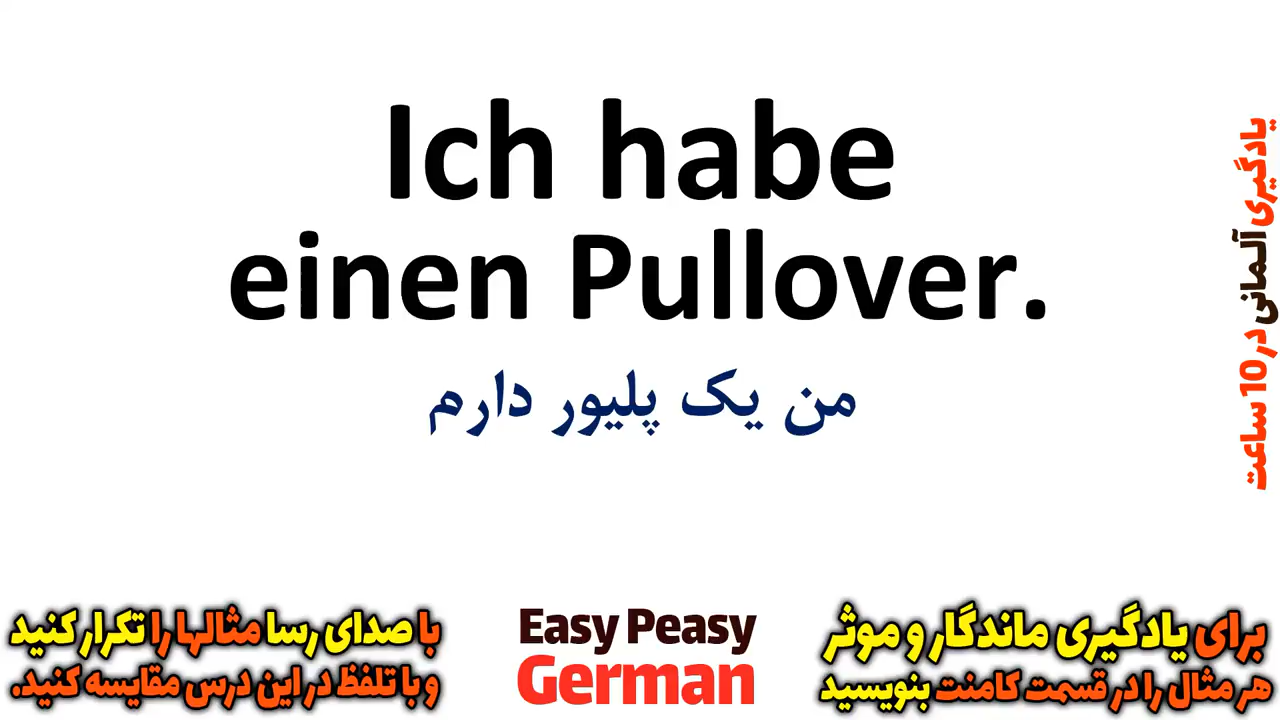 Ich habe
einen Pullover.
من یک پلیور دارم
یادگیری آلمانی در 10 ساعت
با صدای رسا مثالها را تکرار کنید
و با تلفظ در این درس مقایسه کنید.
Easy Peasy
German
برای یادگیری ماندگار و موثر
هر مثال را در قسمت کامنت بنویسید